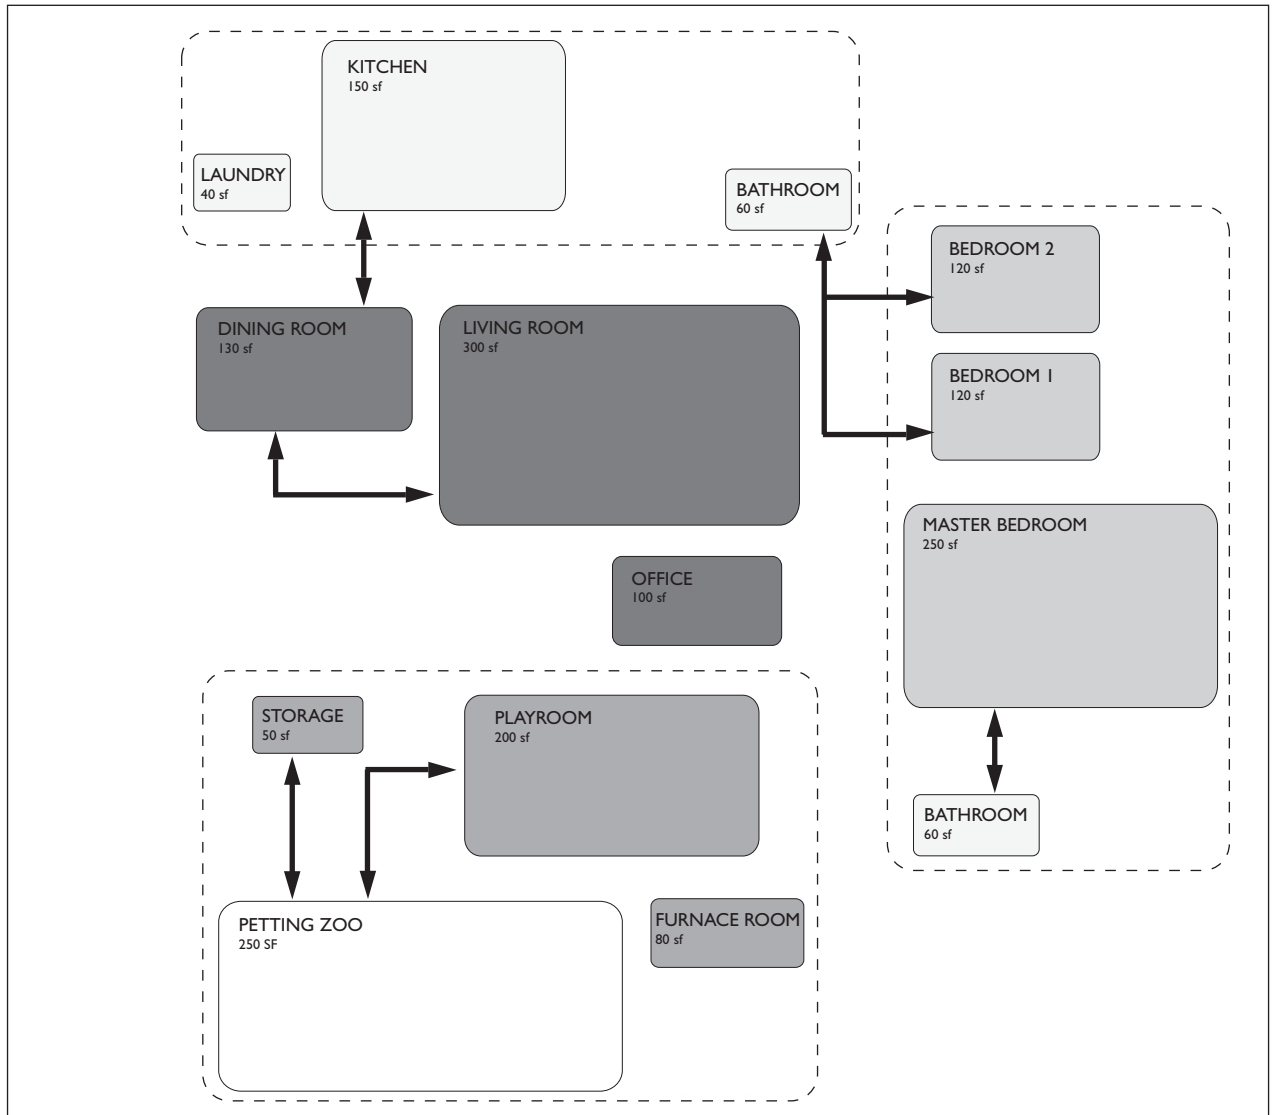 KITCHEN
150 sf
LAUNDRY
40 sf
BATHROOM
60 sf
BEDROOM 2
120 sf
DINING ROOM
130 sf
LIVING ROOM
300 sf
BEDROOM 1
120 sf
MASTER BEDROOM
250 sf
OFFICE
100 sf
STORAGE
50 sf
PLAYROOM
200 sf
BATHROOM
60 sf
PETTING ZOO
250 SF
FURNACE ROOM
80 sf